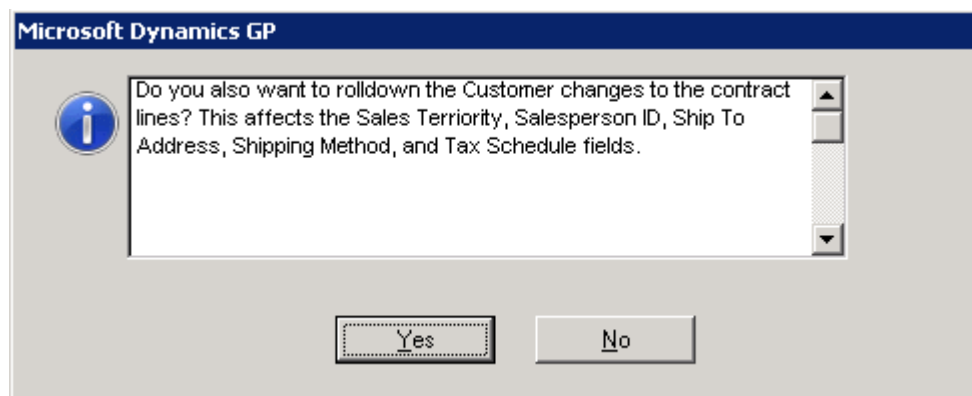 Microsoft Dynamics GP
Do you also want to rolldown the Customer changes to the contract
lines? This affects the Sales Terriority, Salesperson ID, Ship To
Address, Shipping Method, and Tax Schedule fields.
Yes No